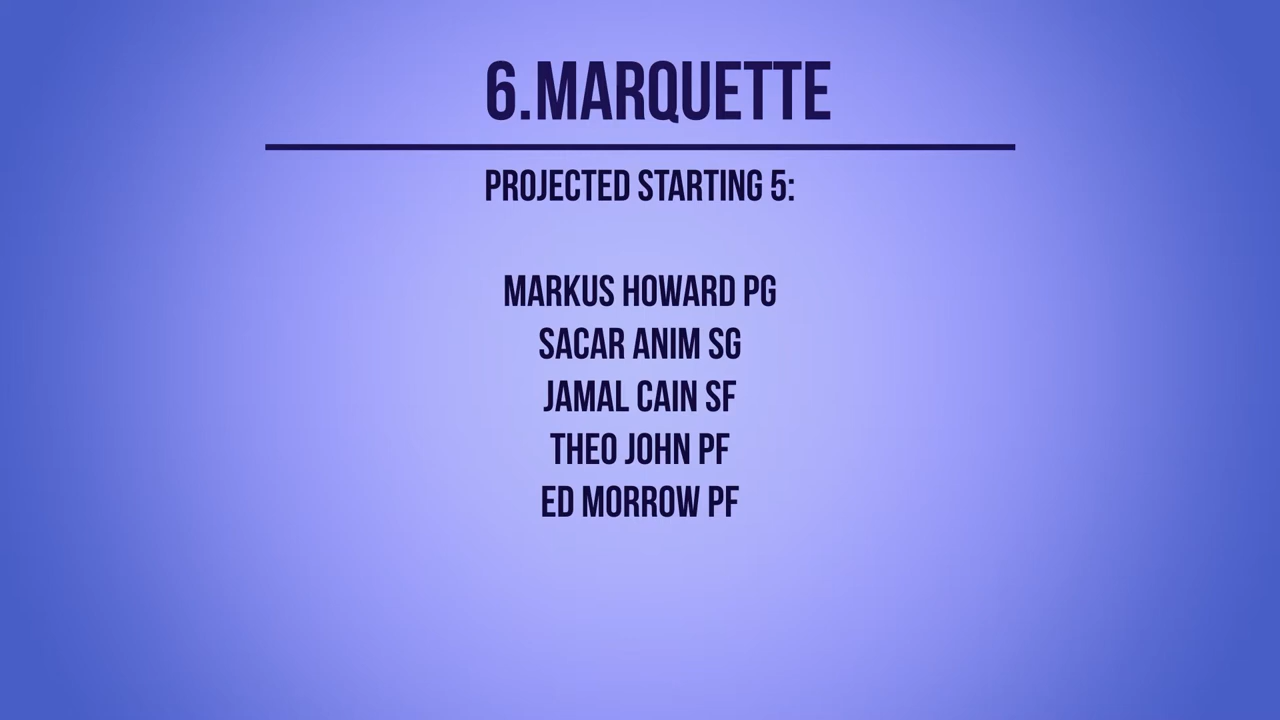 6.MARQUETTE
PROJECTED STARTING 5:
MARKUS HOWARD PG
SACAR ANIM SG
JAMAL CAIN SF
THEO JOHN PF
ED MORROW PF